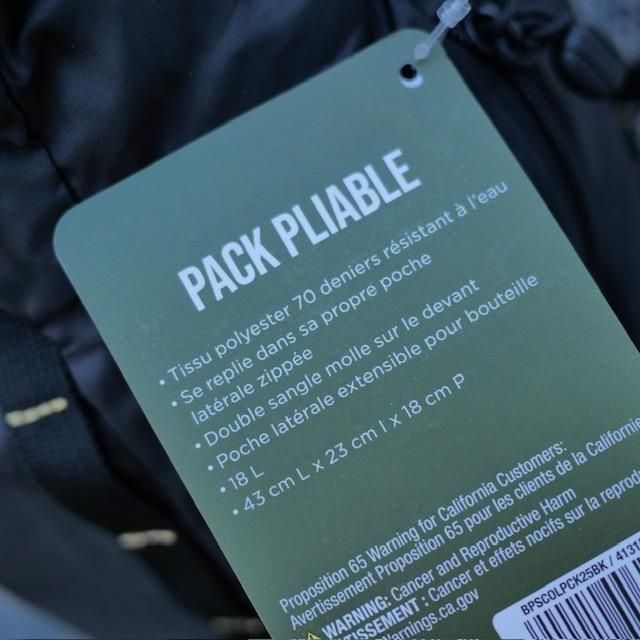 PACK PLIABLE
• Tissu polyester 70 deniers résistant à l'eau
• Se replie dans sa propre poche
latérale zippée
• Double sangle molle sur le devant
• Poche latérale extensible pour bouteille
• 18 L
• 43 cm L x 23 cm l x 18 cm P
Proposition 65 Warning for California Customers:
Avertissement Proposition 65 pour les clients de la Californie
WARNING: Cancer and Reproductive Harm
: Cancer et effets nocifs sur la
BPSCOLPCK25BK /